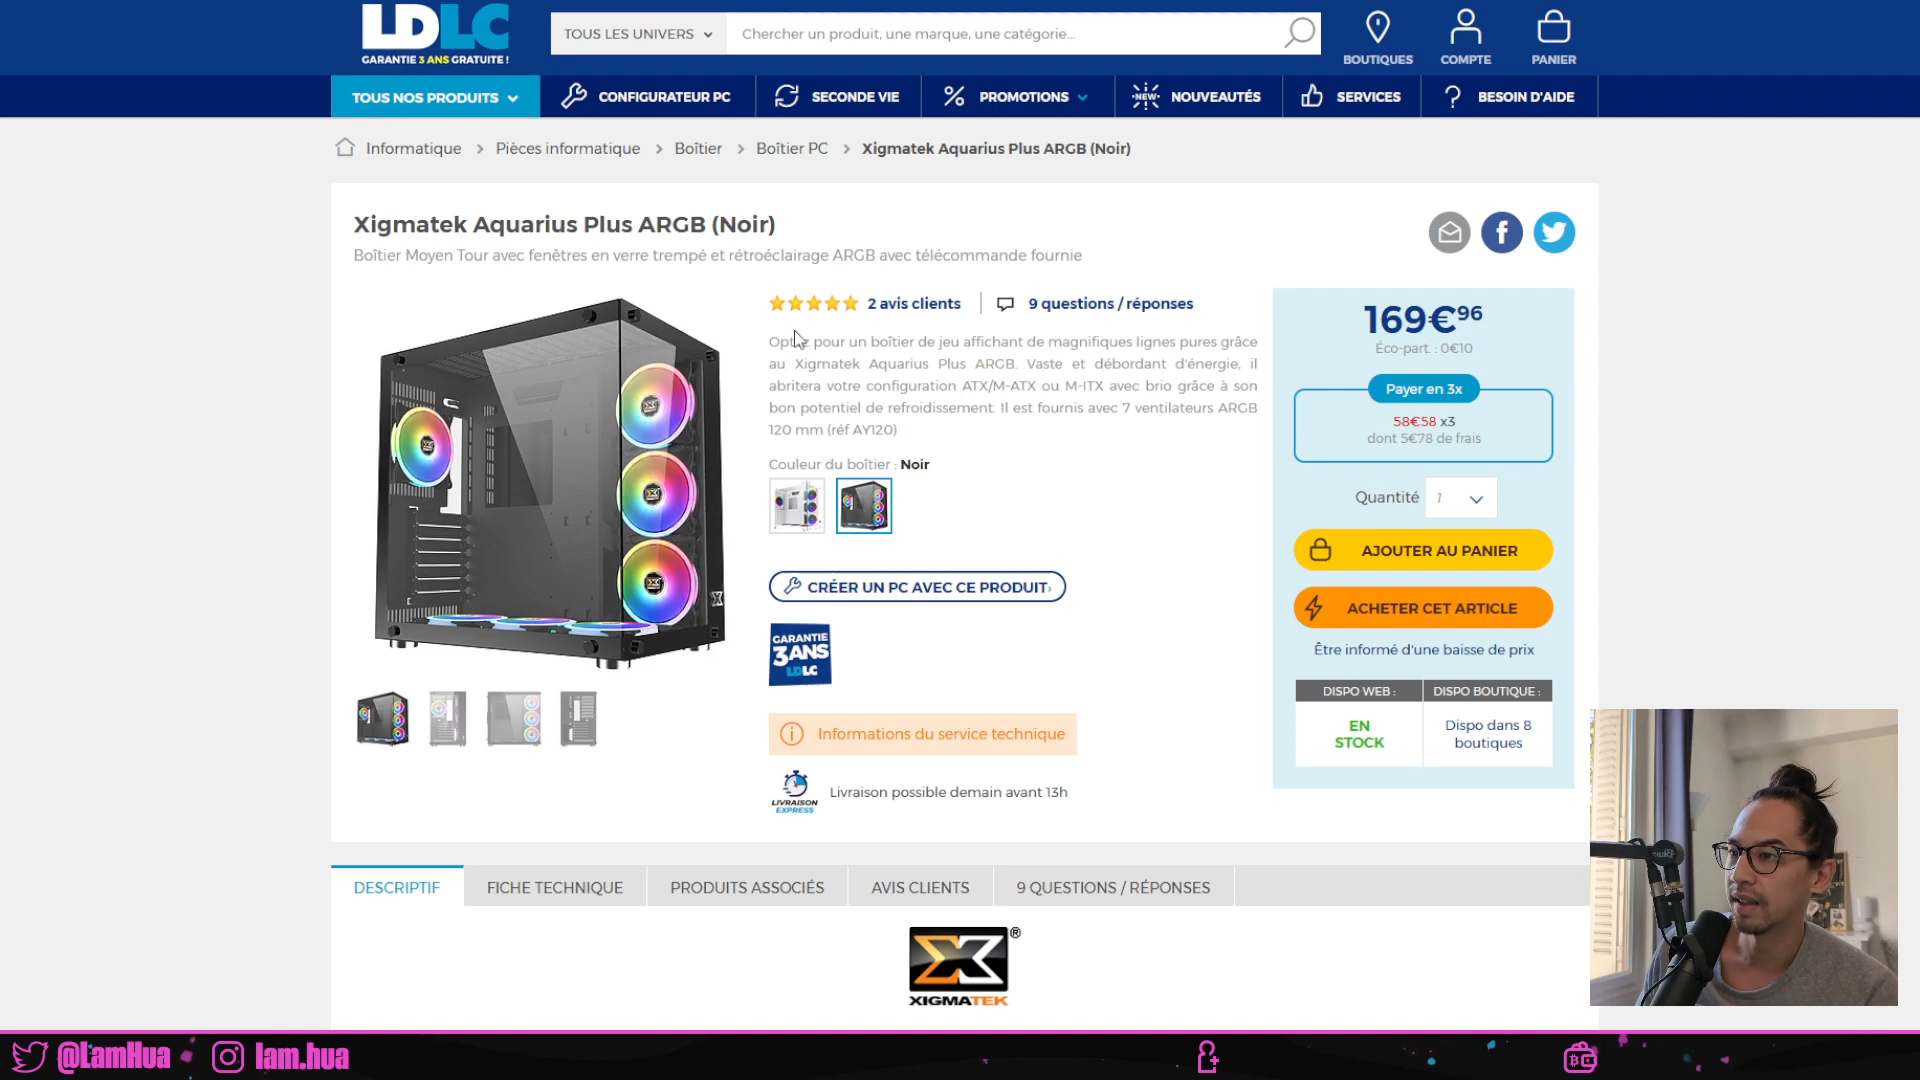 LDLC
GARANTIE 3 ANS GRATUITE !
TOUS LES UNIVERS
Chercher un produit, une marque, une catégorie...
BOUTIQUES
COMPTE
PANIER
TOUS NOS PRODUITS
CONFIGURATEUR PC
SECONDE VIE
PROMOTIONS
NEW
NOUVEAUTÉS
SERVICES
BESOIN D'AIDE
Informatique > Pièces informatique > Boîtier > Boîtier PC > Xigmatek Aquarius Plus ARGB (Noir)
Xigmatek Aquarius Plus ARGB (Noir)
Boîtier Moyen Tour avec fenêtres en verre trempé et rétroéclairage ARGB avec télécommande fournie
2 avis clients
9 questions / réponses
Optez pour un boîtier de jeu affichant de magnifiques lignes pures grâce
au Xigmatek Aquarius Plus ARGB. Vaste et débordant d'énergie, il
abritera votre configuration ATX/M-ATX ou M-ITX avec brio grâce à son
bon potentiel de refroidissement. Il est fournis avec 7 ventilateurs ARGB
120 mm (réf AY120)
Couleur du boîtier : Noir
CRÉER UN PC AVEC CE PRODUIT
GARANTIE
3 ANS
LDLC
Informations du service technique
LIVRAISON
EXPRESS
Livraison possible demain avant 13h
169€96
Éco-part. : 0€10
Payer en 3x
58€58 x3
dont 5€78 de frais
Quantité 1
AJOUTER AU PANIER
ACHETER CET ARTICLE
Être informé d'une baisse de prix
DISPO WEB :
DISPO BOUTIQUE :
EN
STOCK
Dispo dans 8
boutiques
DESCRIPTIF
FICHE TECHNIQUE
PRODUITS ASSOCIÉS
AVIS CLIENTS
9 QUESTIONS / RÉPONSES
XIGMATEK
®
Blue
@LamHua
lam.hua